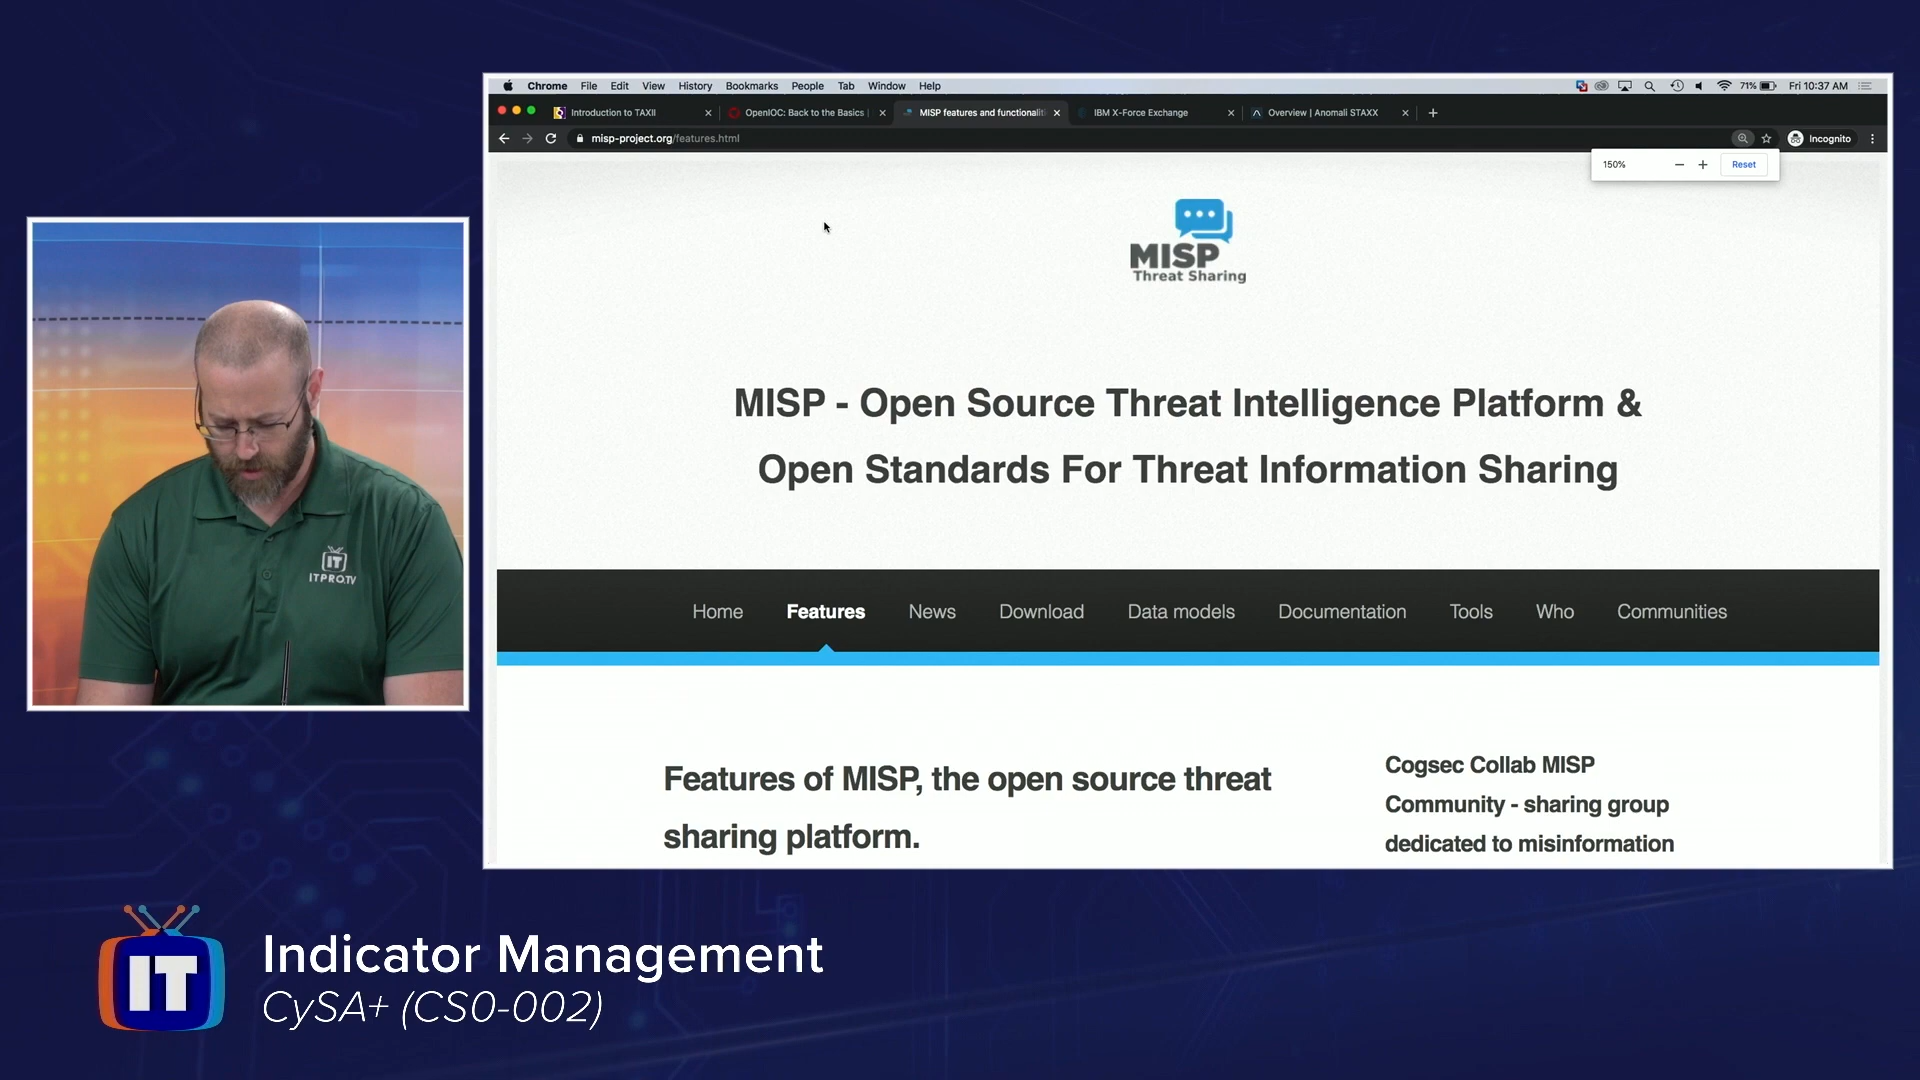 Chrome File Edit View History Bookmarks People Tab Window Help
71% Fri 10:37 AM
Introduction to TAXII
OpenIOC: Back to the Basics |
MISP features and functionaliti
IBM X-Force Exchange
Overview | Anomali STAXX
misp-project.org/features.html
Incognito
150% − + Reset
MISP
Threat Sharing
MISP - Open Source Threat Intelligence Platform &
Open Standards For Threat Information Sharing
Home Features News Download Data models Documentation Tools Who Communities
Features of MISP, the open source threat
sharing platform.
Cogsec Collab MISP
Community - sharing group
dedicated to misinformation
IT
ITPRO.TV
IT
Indicator Management
CySA+ (CS0-002)